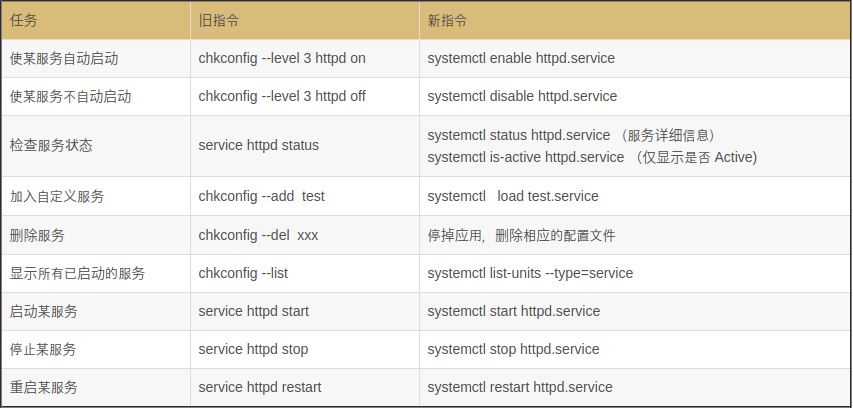 任务 旧指令 新指令
使某服务自动启动 chkconfig --level 3 httpd on systemctl enable httpd.service
使某服务不自动启动 chkconfig --level 3 httpd off systemctl disable httpd.service
检查服务状态 service httpd status systemctl status httpd.service （服务详细信息）
systemctl is-active httpd.service （仅显示是否 Active)
加入自定义服务 chkconfig --add  test systemctl   load test.service
删除服务 chkconfig --del  xxx 停掉应用，删除相应的配置文件
显示所有已启动的服务 chkconfig --list systemctl list-units --type=service
启动某服务 service httpd start systemctl start httpd.service
停止某服务 service httpd stop systemctl stop httpd.service
重启某服务 service httpd restart systemctl restart httpd.service